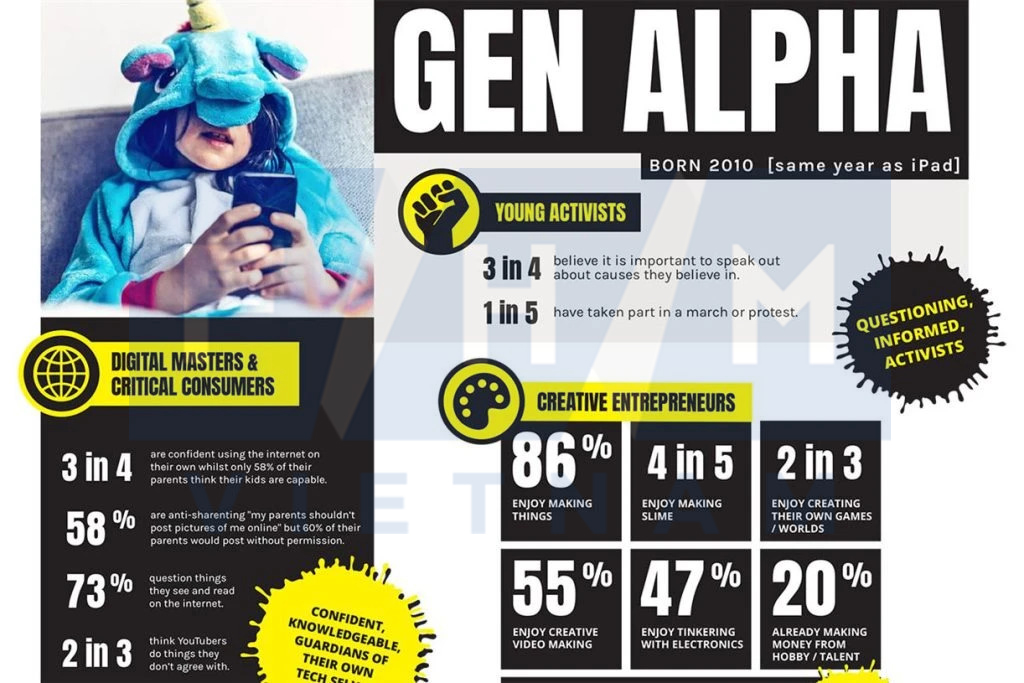 GEN ALPHA
BORN 2010 [same year as iPad]
YOUNG ACTIVISTS
3 in 4
believe it is important to speak out
about causes they believe in.
1 in 5
have taken part in a march or protest.
QUESTIONING,
INFORMED,
ACTIVISTS
DIGITAL MASTERS &
CRITICAL CONSUMERS
3 in 4
are confident using the internet on
their own whilst only 58% of their
parents think their kids are capable.
58%
are anti-sharenting "my parents shouldn't
post pictures of me online" but 60% of their
parents would post without permission.
73%
question things
they see and read
on the internet.
2 in 3
think YouTubers
do things they
don't agree with.
CONFIDENT,
KNOWLEDGEABLE,
GUARDIANS OF
THEIR OWN
TECH
CREATIVE ENTREPRENEURS
86%
ENJOY MAKING
THINGS
4 in 5
ENJOY MAKING
SLIME
2 in 3
ENJOY CREATING
THEIR OWN GAMES
/ WORLDS
55%
ENJOY CREATIVE
VIDEO MAKING
47%
ENJOY TINKERING
WITH ELECTRONICS
20%
ALREADY MAKING
MONEY FROM
HOBBY / TALENT
HM
VIETNAM